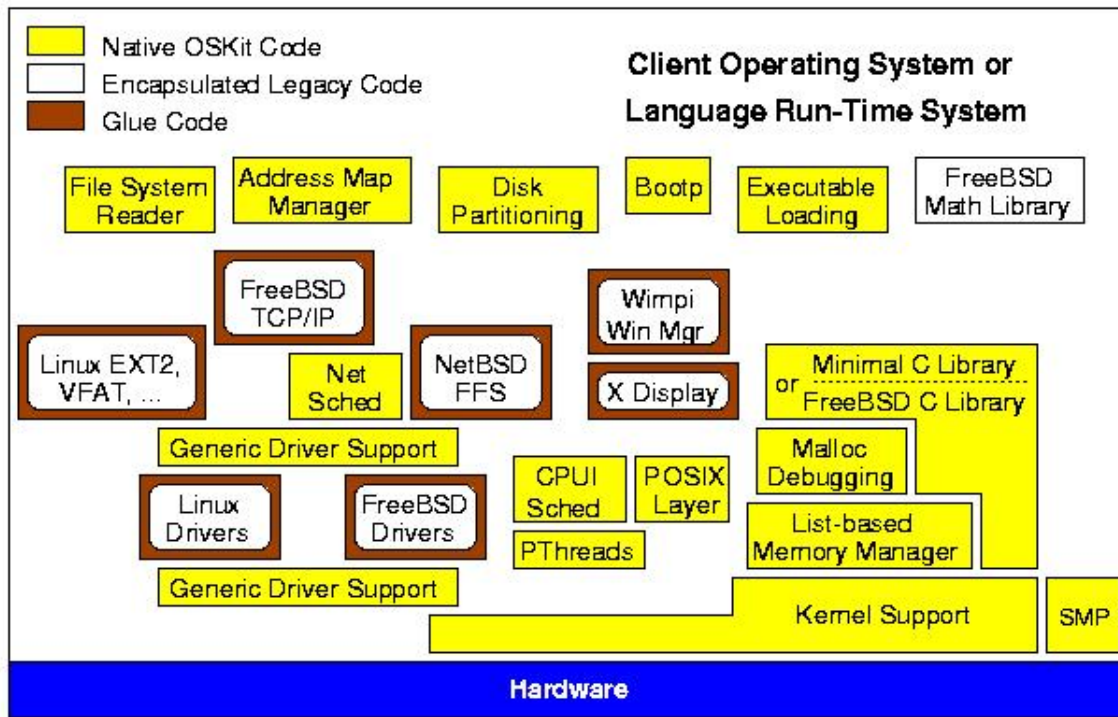 Native OSKit Code
Encapsulated Legacy Code
Glue Code
Client Operating System or
Language Run-Time System
File System
Reader
Address Map
Manager
Disk
Partitioning
Bootp
Executable
Loading
FreeBSD
Math Library
FreeBSD
TCP/IP
Wimpi
Win Mgr
Linux EXT2,
VFAT, ...
Net
Sched
NetBSD
FFS
X Display
or
Minimal C Library
FreeBSD C Library
Generic Driver Support
Malloc
Debugging
Linux
Drivers
FreeBSD
Drivers
CPUI
Sched
POSIX
Layer
PThreads
List-based
Memory Manager
Generic Driver Support
Kernel Support
SMP
Hardware